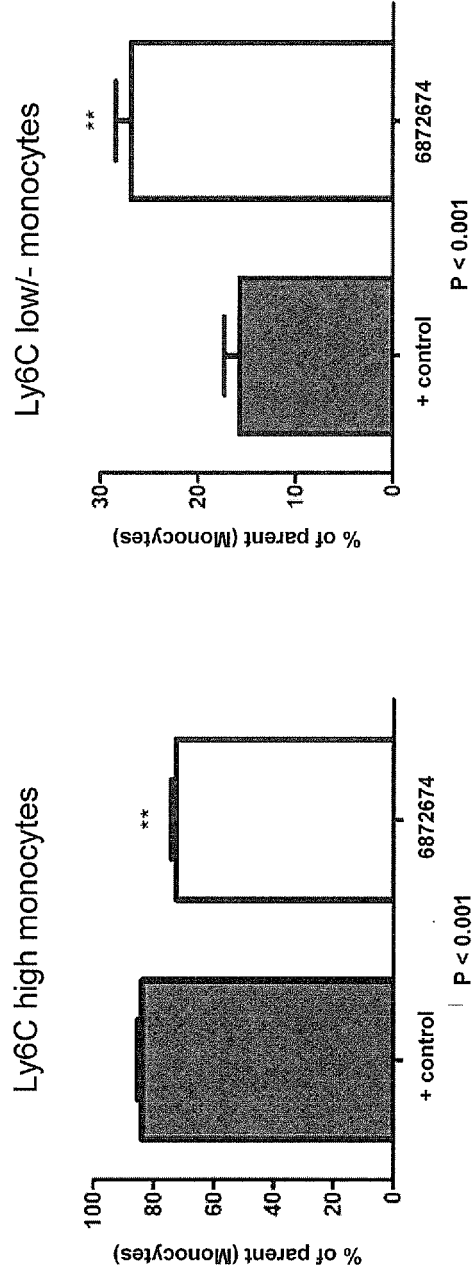 Ly6C high monocytes
% of parent (Monocytes)
100
80
60
40
20
0
**
+ control
6872674
P < 0.001
Ly6C low/- monocytes
% of parent (Monocytes)
30
20
10
0
**
+ control
6872674
P < 0.001